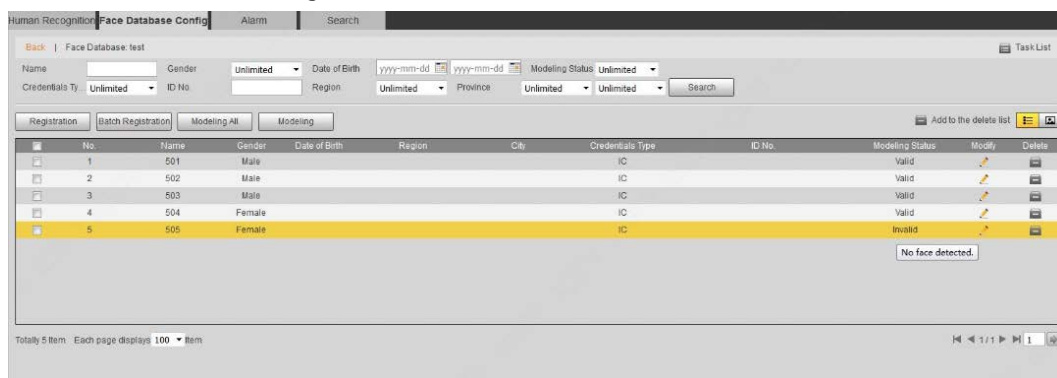 Human Recognition Face Database Config Alarm Search
Back | Face Database: test Task List
Name Gender Unlimited Date of Birth yyyy-mm-dd yyyy-mm-dd Modeling Status Unlimited
Credentials Ty... Unlimited ID No. Region Unlimited Province Unlimited Unlimited Search
Registration Batch Registration Modeling All Modeling Add to the delete list
No. Name Gender Date of Birth Region City Credentials Type ID No. Modeling Status Modify Delete
1 501 Male IC Valid
2 502 Male IC Valid
3 503 Male IC Valid
4 504 Female IC Valid
5 505 Female IC Invalid
No face detected.
Totally 5 Item Each page displays 100 Item 1/1 1